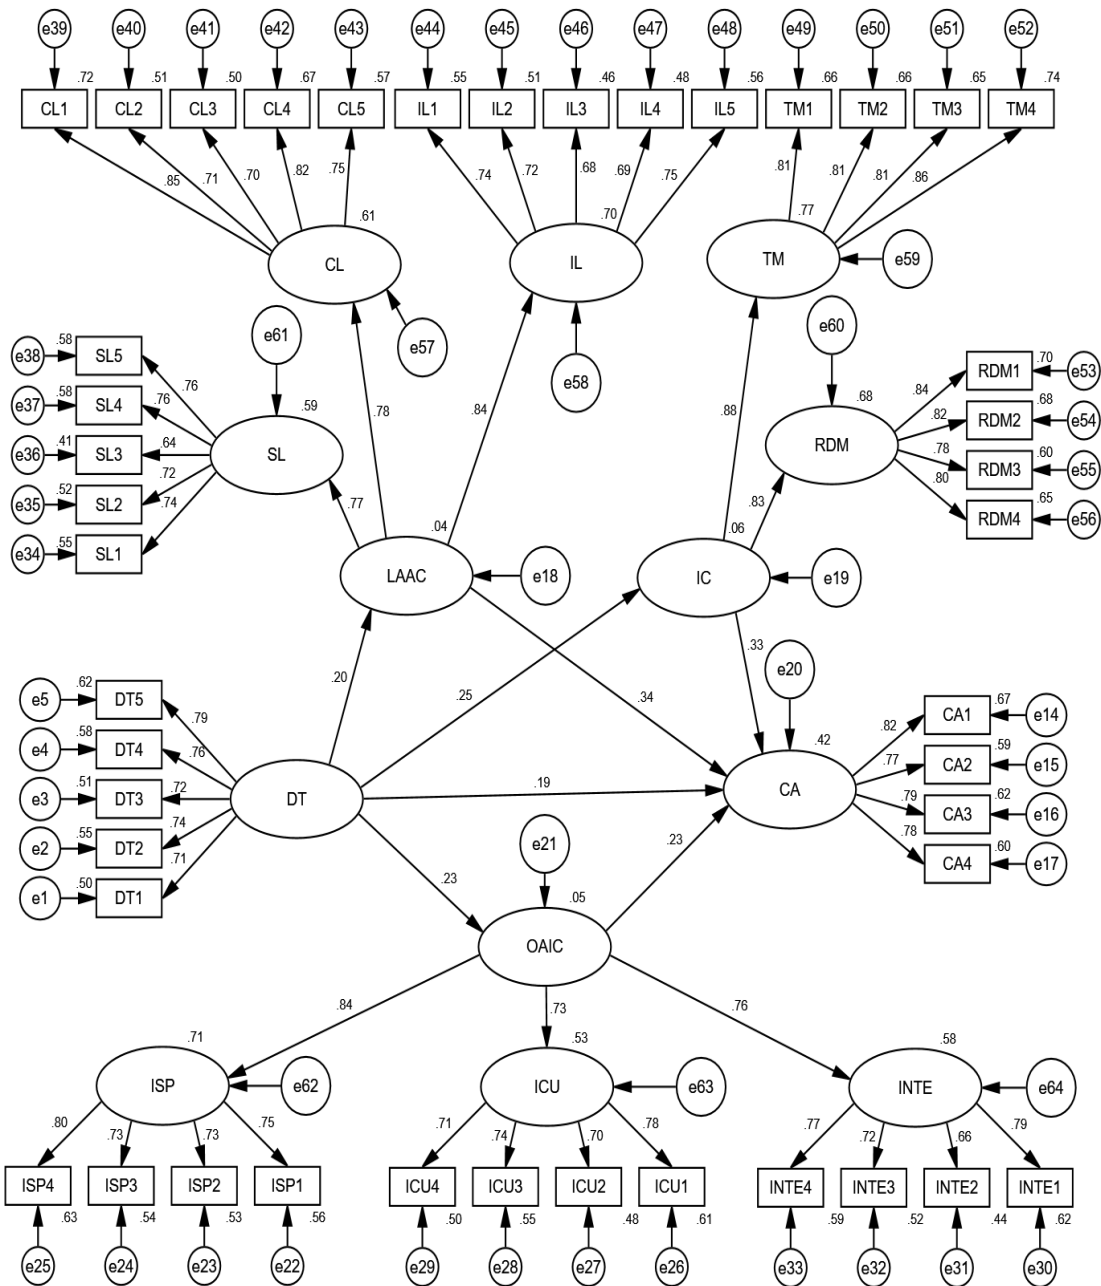 e39 e40 e41 e42 e43 e44 e45 e46 e47 e48 e49 e50 e51 e52
.72 .51 .50 .67 .57 .55 .51 .46 .48 .56 .66 .66 .65 .74
CL1 CL2 CL3 CL4 CL5 IL1 IL2 IL3 IL4 IL5 TM1 TM2 TM3 TM4
.85 .71 .70 .82 .75 .74 .72 .68 .69 .75 .81 .81 .81 .86
.61 .70 .77
CL IL TM e59
e61 e57 e58 e60
e38 .58 SL5 .76
e37 .58 SL4 .76
e36 .41 SL3 .64
e35 .52 SL2 .72
e34 .55 SL1 .74
.59
SL
.78 .84 .88
.68
RDM
.84 RDM1 .70 e53
.82 RDM2 .68 e54
.78 RDM3 .60 e55
.80 RDM4 .65 e56
.77 .83
.04 .06
LAAC e18 IC e19
.20 .25 .34 .33 e20
e5 .62 DT5 .79
e4 .58 DT4 .76
e3 .51 DT3 .72
e2 .55 DT2 .74
e1 .50 DT1 .71
DT .19 CA
.42
.82 CA1 .67 e14
.77 CA2 .59 e15
.79 CA3 .62 e16
.78 CA4 .60 e17
e21
.23 .23
.05
OAIC
.84 .73 .76
.71 .53 .58
ISP e62 ICU e63 INTE e64
.80 .73 .73 .75 .71 .74 .70 .78 .77 .72 .66 .79
ISP4 ISP3 ISP2 ISP1 ICU4 ICU3 ICU2 ICU1 INTE4 INTE3 INTE2 INTE1
.63 .54 .53 .56 .50 .55 .48 .61 .59 .52 .44 .62
e25 e24 e23 e22 e29 e28 e27 e26 e33 e32 e31 e30